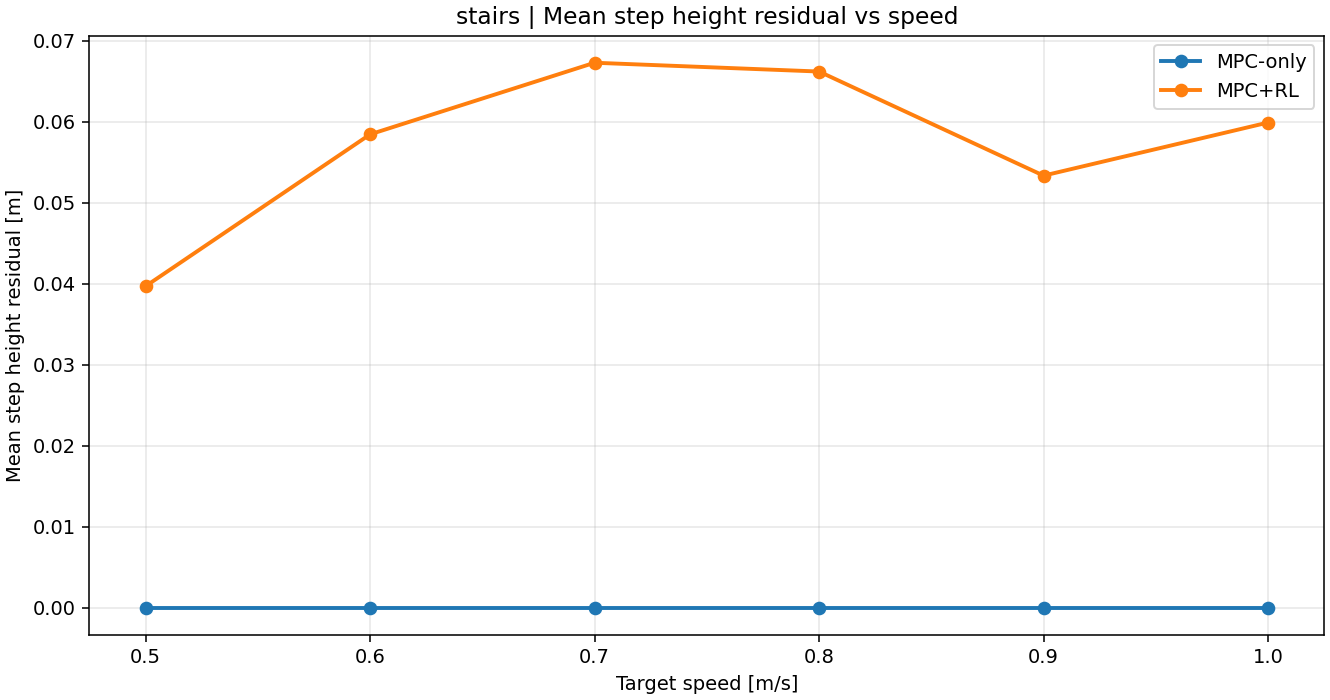 stairs | Mean step height residual vs speed
MPC-only
MPC+RL
Mean step height residual [m]
0.07
0.06
0.05
0.04
0.03
0.02
0.01
0.00
0.5 0.6 0.7 0.8 0.9 1.0
Target speed [m/s]